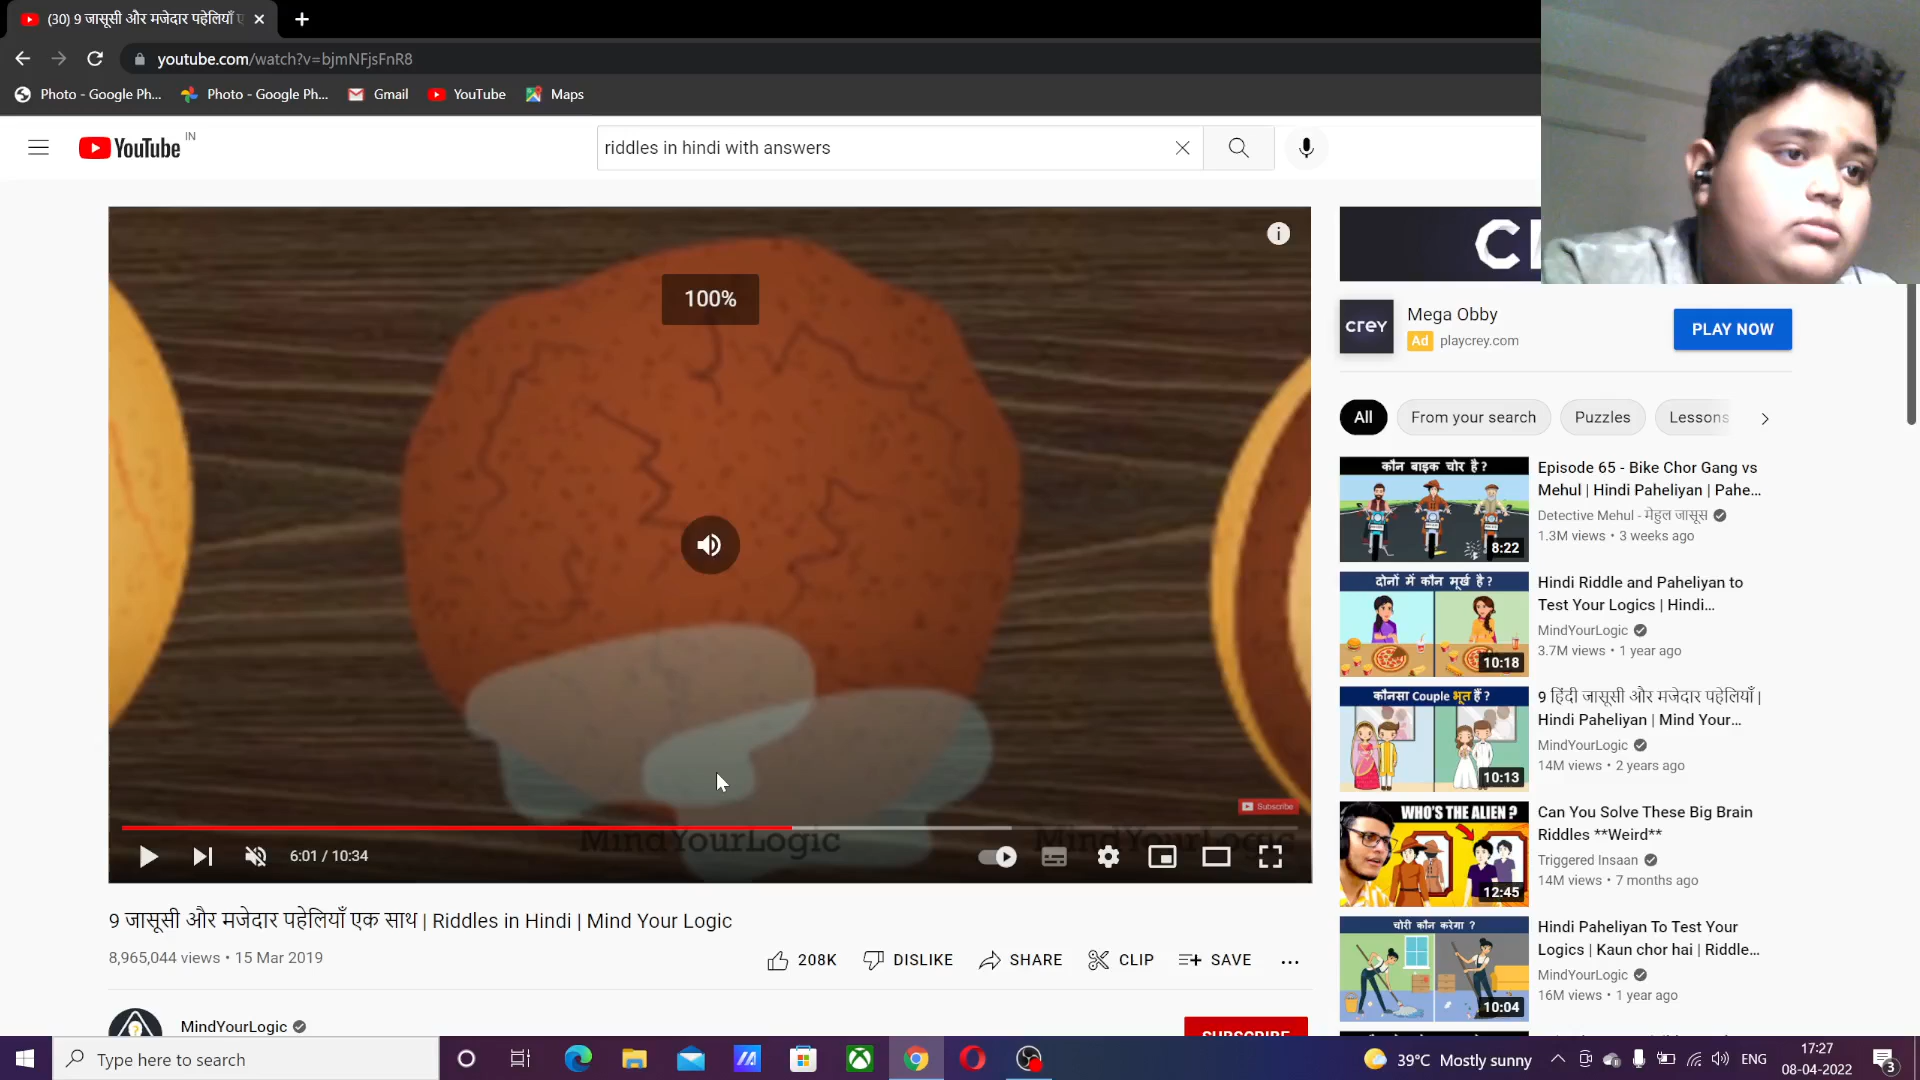 (30) 9 जासूसी और मजेदार पहेलियाँ ए
youtube.com/watch?v=bjmNFjsFnR8
Photo - Google Ph...
Photo - Google Ph...
Gmail
YouTube
Maps
YouTube IN
riddles in hindi with answers
100%
Mega Obby
crey
Ad playcrey.com
PLAY NOW
All
From your search
Puzzles
Lessons
कौन बाइक चोर है?
8:22
Episode 65 - Bike Chor Gang vs
Mehul | Hindi Paheliyan | Pahe...
Detective Mehul - मेहुल जासूस
1.3M views • 3 weeks ago
दोनों में कौन मूर्ख है?
10:18
Hindi Riddle and Paheliyan to
Test Your Logics | Hindi...
MindYourLogic
3.7M views • 1 year ago
कौनसा Couple भूत हैं?
10:13
9 हिंदी जासूसी और मजेदार पहेलियाँ |
Hindi Paheliyan | Mind Your...
MindYourLogic
14M views • 2 years ago
WHO'S THE ALIEN?
12:45
Can You Solve These Big Brain
Riddles **Weird**
Triggered Insaan
14M views • 7 months ago
चोरी कौन करेगा?
10:04
Hindi Paheliyan To Test Your
Logics | Kaun chor hai | Riddle...
MindYourLogic
16M views • 1 year ago
Subscribe
MindYourLogic MindYourLogic
6:01 / 10:34
9 जासूसी और मजेदार पहेलियाँ एक साथ | Riddles in Hindi | Mind Your Logic
8,965,044 views • 15 Mar 2019
208K
DISLIKE
SHARE
CLIP
SAVE
MindYourLogic
SUBSCRIBE
Type here to search
39°C Mostly sunny
ENG
17:27
08-04-2022
3